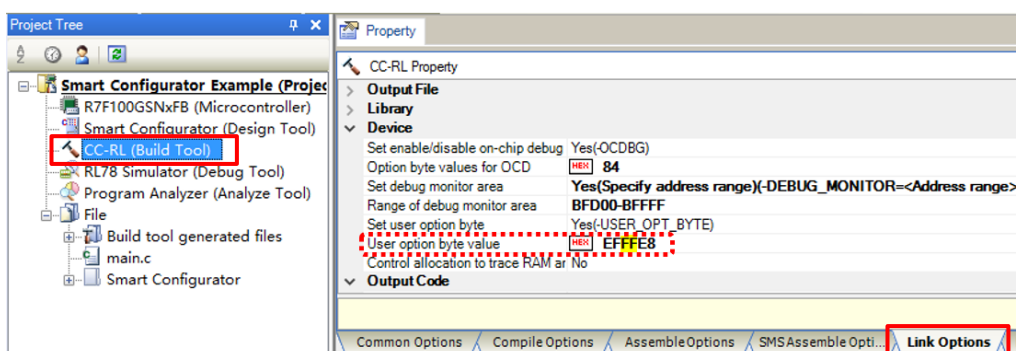 Project Tree
Smart Configurator Example (Projec
R7F100GSNxFB (Microcontroller)
Smart Configurator (Design Tool)
CC-RL (Build Tool)
RL78 Simulator (Debug Tool)
Program Analyzer (Analyze Tool)
File
Build tool generated files
main.c
Smart Configurator
Property
CC-RL Property
Output File
Library
Device
Set enable/disable on-chip debug Yes(-OCDBG)
Option byte values for OCD HEX 84
Set debug monitor area Yes(Specify address range)(-DEBUG_MONITOR=<Address range>
Range of debug monitor area BFD00-BFFFF
Set user option byte Yes(-USER_OPT_BYTE)
User option byte value HEX EFFFE8
Control allocation to trace RAM ar No
Output Code
Common Options Compile Options Assemble Options SMS Assemble Opti... Link Options